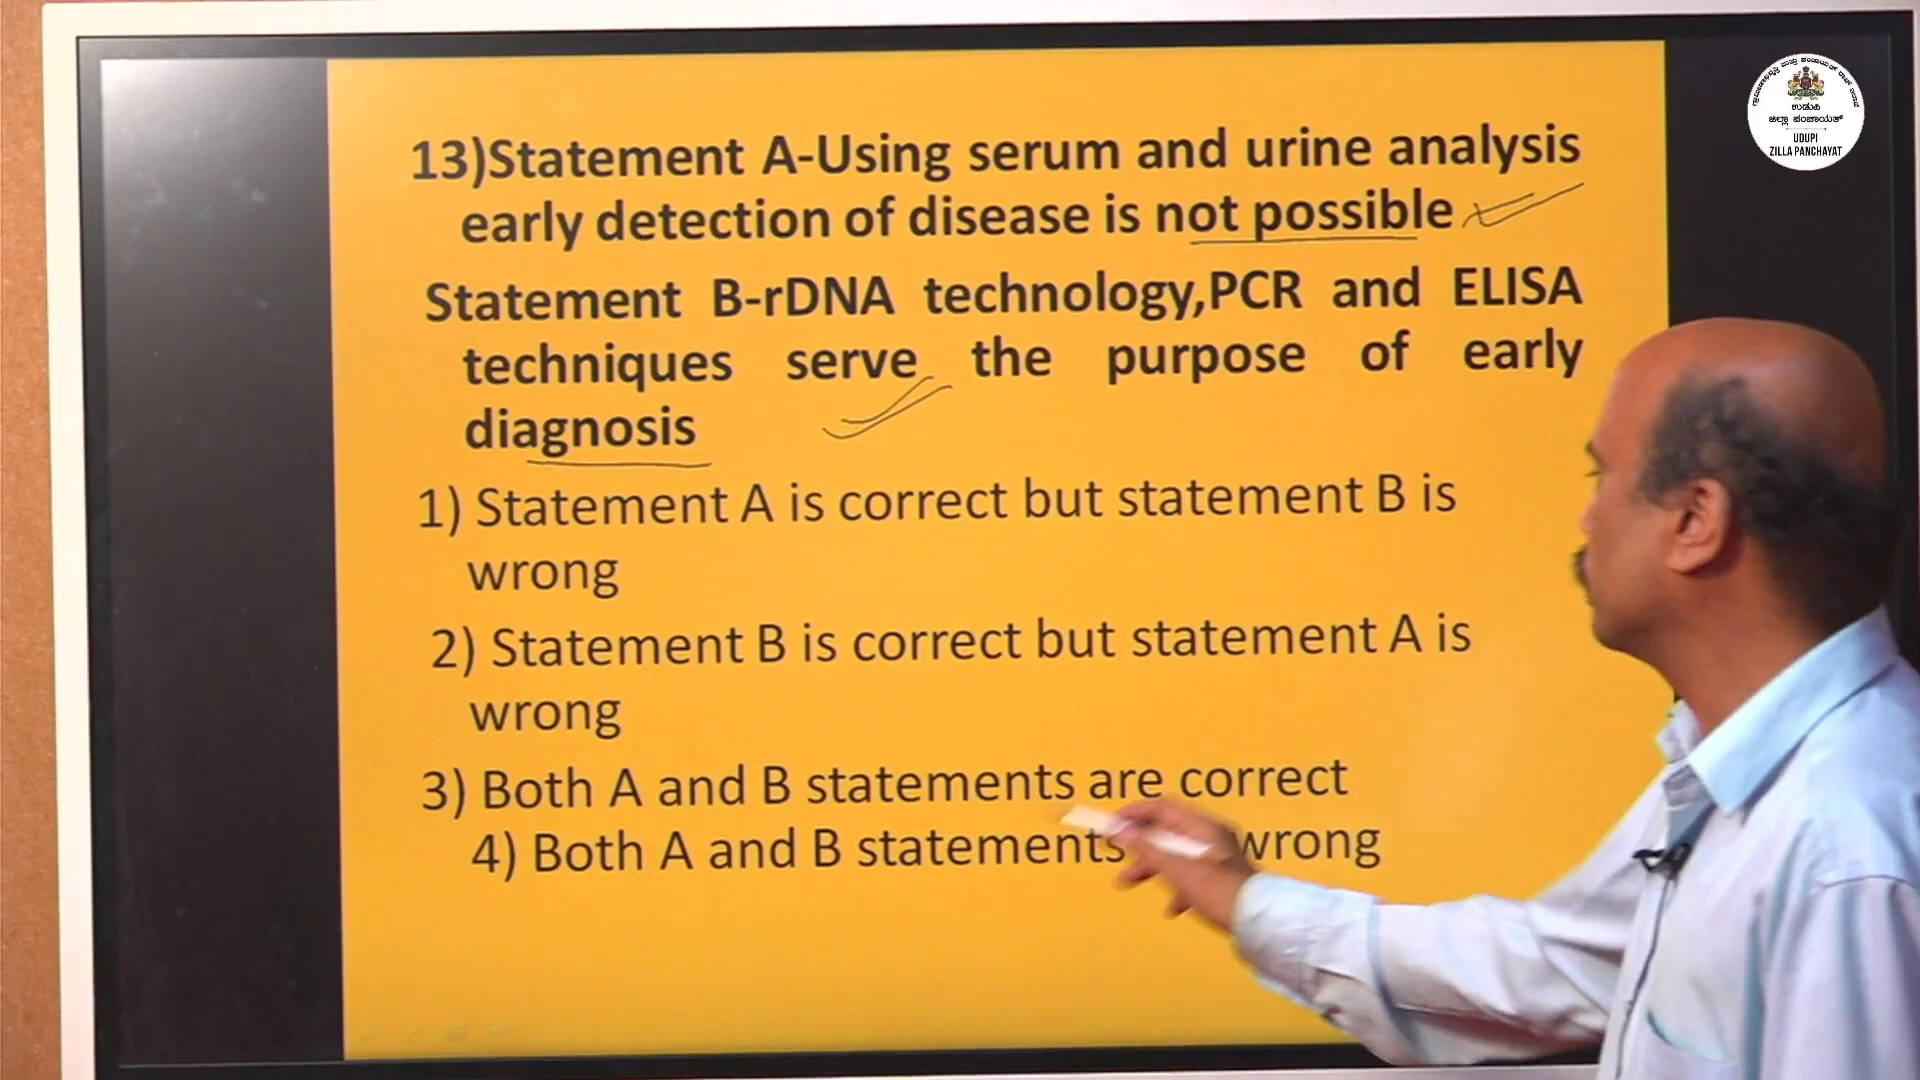 13)Statement A-Using serum and urine analysis
early detection of disease is not possible
Statement B-rDNA technology,PCR and ELISA
techniques serve the purpose of early
diagnosis
1) Statement A is correct but statement B is
wrong
2) Statement B is correct but statement A is
wrong
3) Both A and B statements are correct
4) Both A and B statements wrong
ಉಡುಪಿ
ಜಿಲ್ಲಾ ಪಂಚಾಯತ್
UDUPI
ZILLA PANCHAYAT